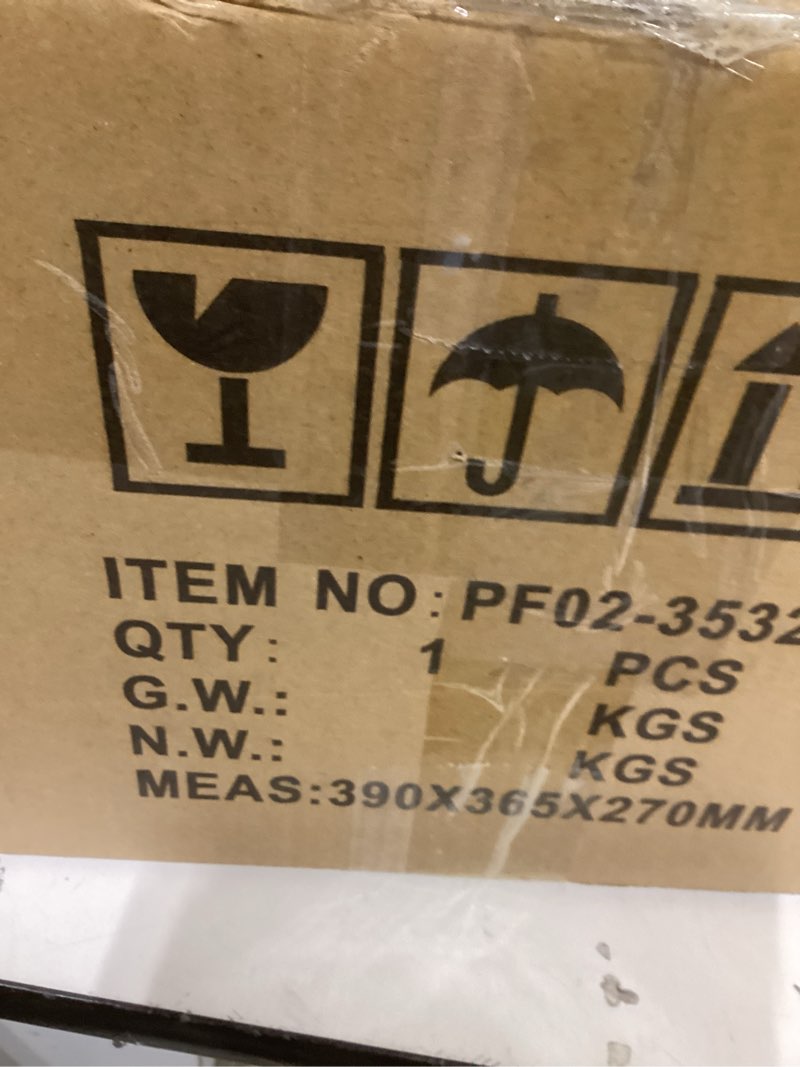 ITEM NO: PF02-3532
QTY: 1 PCS
G.W.: KGS
N.W.: KGS
MEAS:390X365X270MM